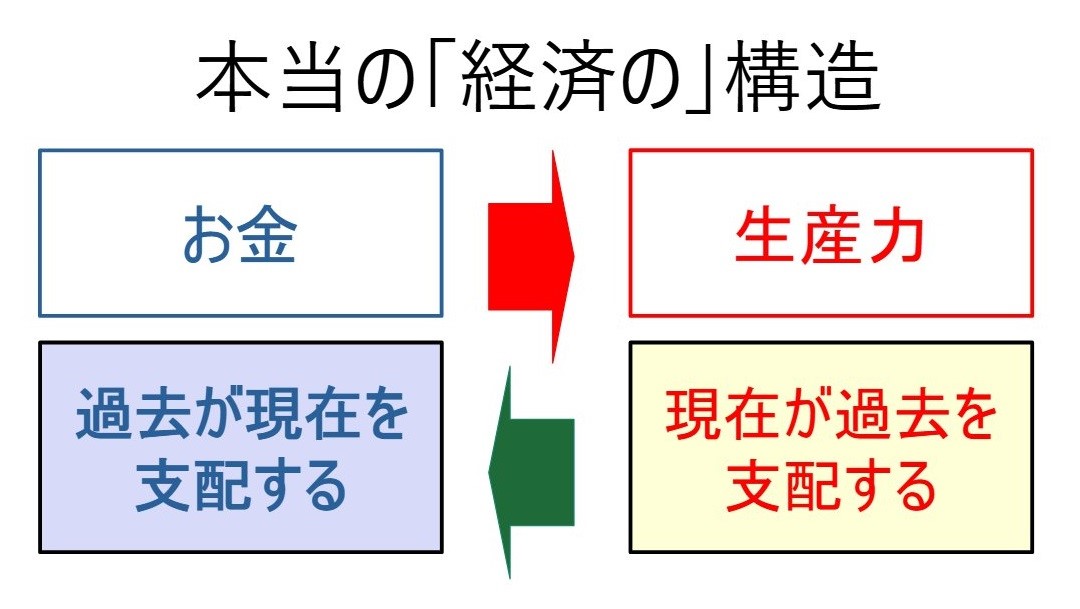 本当の「経済の」構造
お金
生産力
過去が現在を
支配する
現在が過去を
支配する